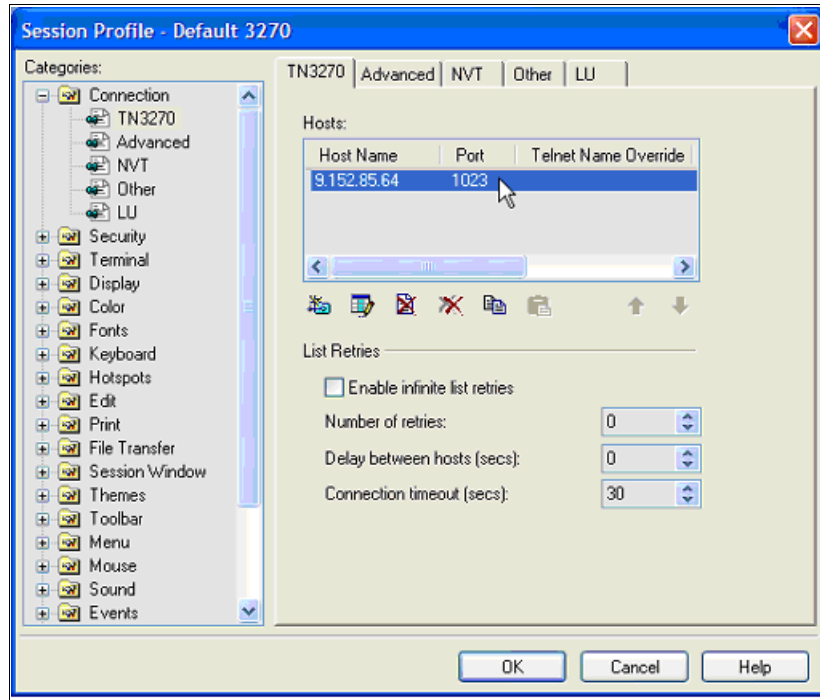 Session Profile - Default 3270
Categories:
Connection
TN3270
Advanced
NVT
Other
LU
Security
Terminal
Display
Color
Fonts
Keyboard
Hotspots
Edit
Print
File Transfer
Session Window
Themes
Toolbar
Menu
Mouse
Sound
Events
TN3270 Advanced NVT Other LU
Hosts:
Host Name Port Telnet Name Override
9.152.85.64 1023
List Retries
Enable infinite list retries
Number of retries: 0
Delay between hosts (secs): 0
Connection timeout (secs): 30
OK Cancel Help